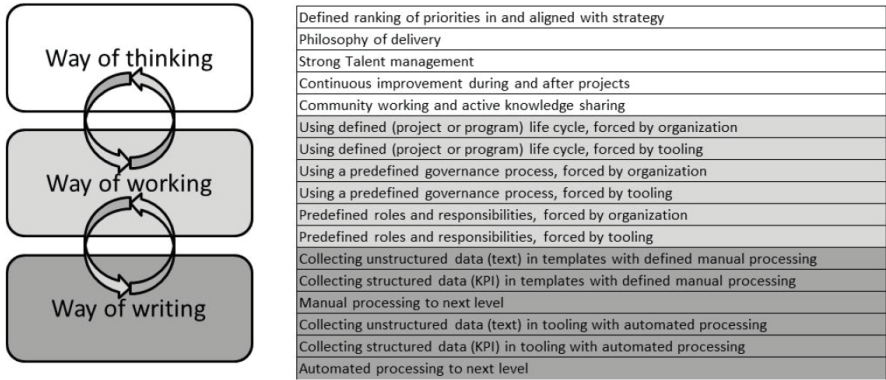 Way of thinking
Way of working
Way of writing
Defined ranking of priorities in and aligned with strategy
Philosophy of delivery
Strong Talent management
Continuous improvement during and after projects
Community working and active knowledge sharing
Using defined (project or program) life cycle, forced by organization
Using defined (project or program) life cycle, forced by tooling
Using a predefined governance process, forced by organization
Using a predefined governance process, forced by tooling
Predefined roles and responsibilities, forced by organization
Predefined roles and responsibilities, forced by tooling
Collecting unstructured data (text) in templates with defined manual processing
Collecting structured data (KPI) in templates with defined manual processing
Manual processing to next level
Collecting unstructured data (text) in tooling with automated processing
Collecting structured data (KPI) in tooling with automated processing
Automated processing to next level